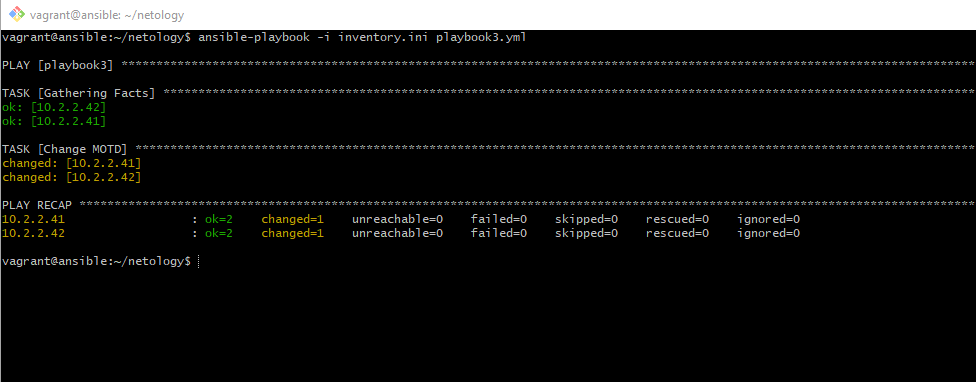 vagrant@ansible: ~/netology
vagrant@ansible:~/netology$ ansible-playbook -i inventory.ini playbook3.yml
PLAY [playbook3] **************************************************************************************************************************
TASK [Gathering Facts] ********************************************************************************************************************
ok: [10.2.2.42]
ok: [10.2.2.41]
TASK [Change MOTD] ************************************************************************************************************************
changed: [10.2.2.41]
changed: [10.2.2.42]
PLAY RECAP ********************************************************************************************************************************
10.2.2.41                  : ok=2    changed=1    unreachable=0    failed=0    skipped=0    rescued=0    ignored=0
10.2.2.42                  : ok=2    changed=1    unreachable=0    failed=0    skipped=0    rescued=0    ignored=0
vagrant@ansible:~/netology$